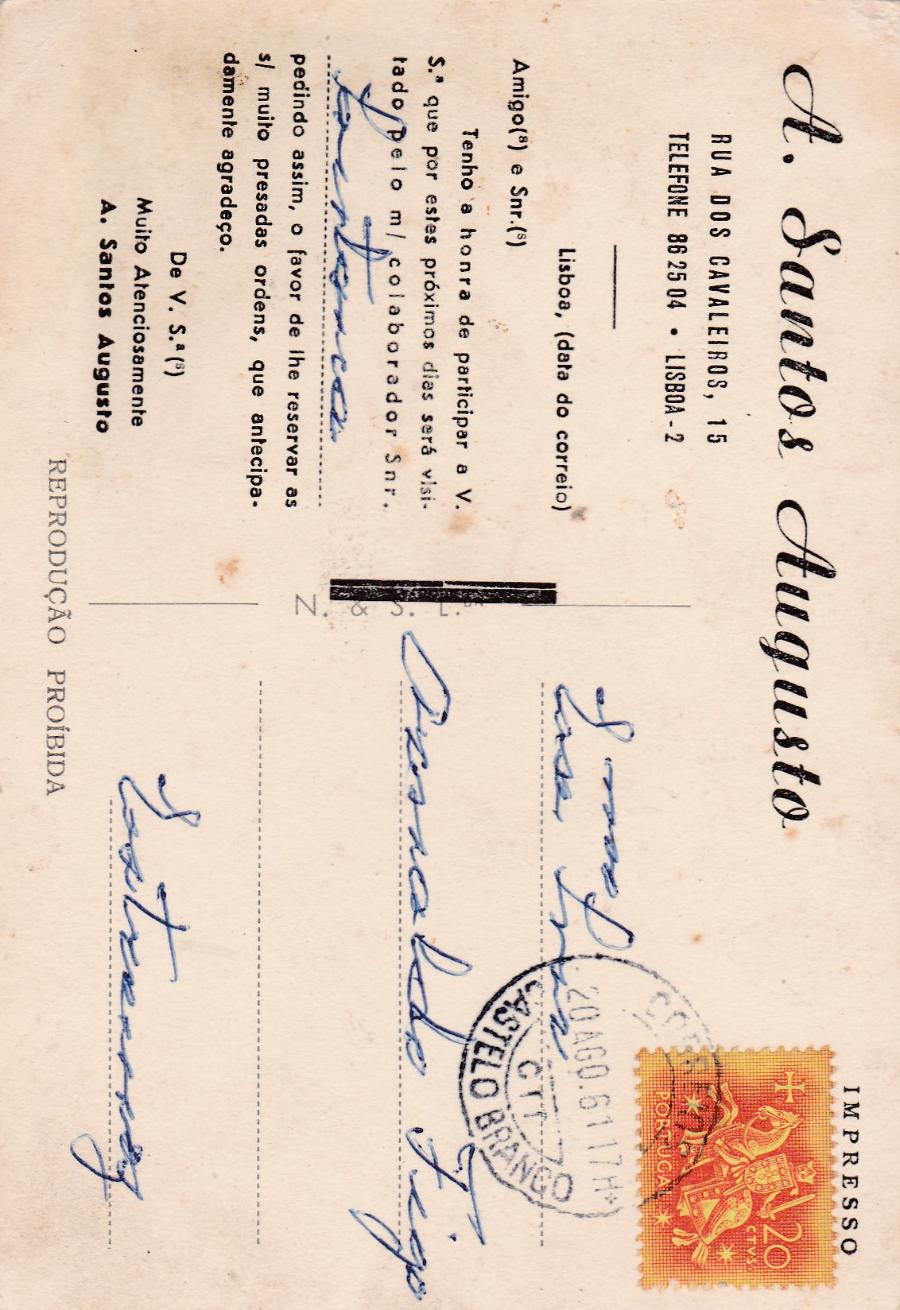 A. Santos Augusto
RUA DOS CAVALEIROS, 15
TELEFONE 86 25 04 • LISBOA-2
Lisboa, (data do correio)
Amigo(s) e Snr.(s)
Tenho a honra de participar a V.
S.ª que por estes próximos dias será visi-
tado pelo m/ colaborador Snr.
pedindo assim, o favor de lhe reservar as
s/ muito presadas ordens, que antecipa-
damente agradeço.
De V. S.ª(s)
Muito Atenciosamente
A. Santos Augusto
REPRODUÇÃO PROÍBIDA
N. & S. L.DA
IMPRESSO
PORTUGAL
20
CTVS.
CORREIOS
20 AGO. 61 17H
CTT
CASTELO BRANCO